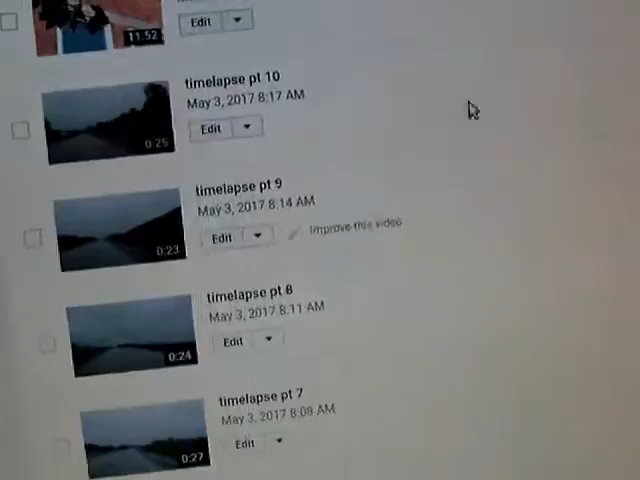 Edit
11:52
timelapse pt 10
May 3, 2017 8:17 AM
Edit
0:25
timelapse pt 9
May 3, 2017 8:14 AM
Edit
Improve this video
0:23
timelapse pt 8
May 3, 2017 8:11 AM
Edit
0:24
timelapse pt 7
May 3, 2017 8:08 AM
Edit
0:27